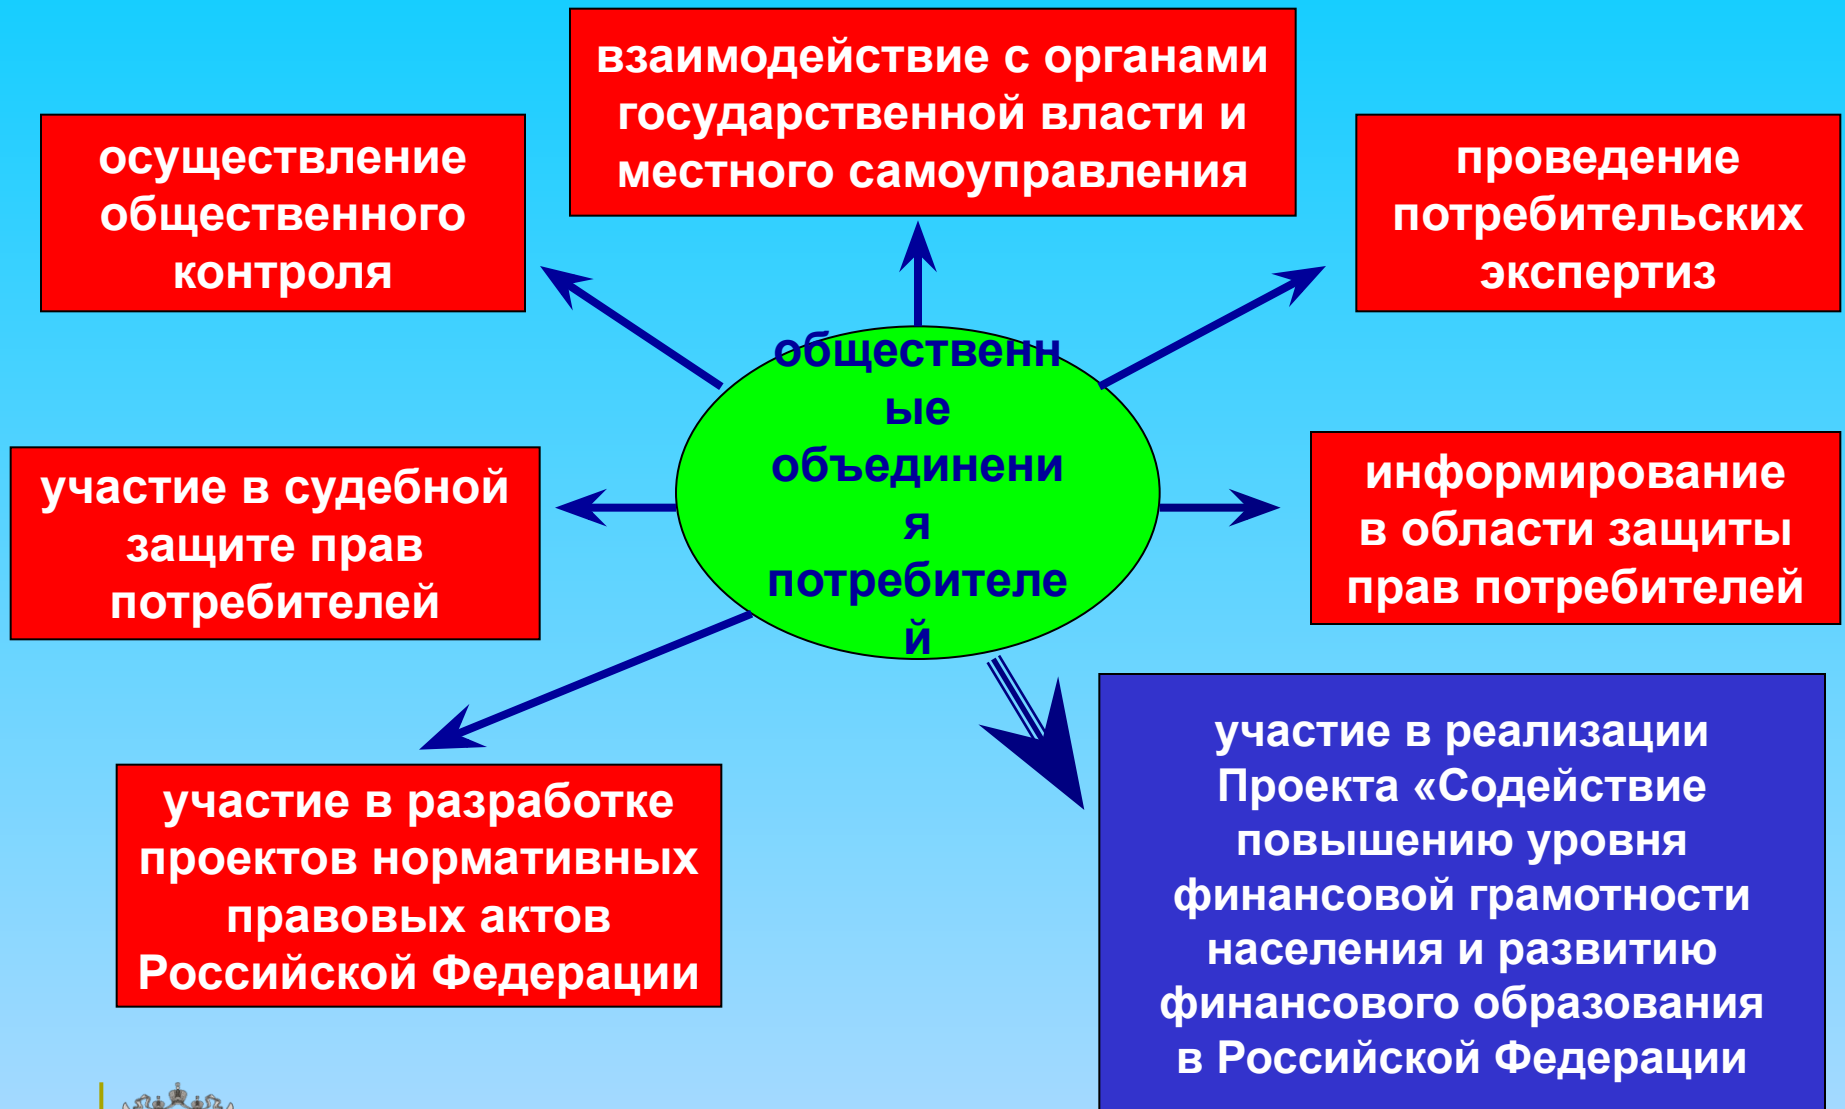 взаимодействие с органами
государственной власти и
местного самоуправления
осуществление
общественного
контроля
проведение
потребительских
экспертиз
общественн
ые
объединени
я
потребителе
й
участие в судебной
защите прав
потребителей
информирование
в области защиты
прав потребителей
участие в разработке
проектов нормативных
правовых актов
Российской Федерации
участие в реализации
Проекта «Содействие
повышению уровня
финансовой грамотности
населения и развитию
финансового образования
в Российской Федерации